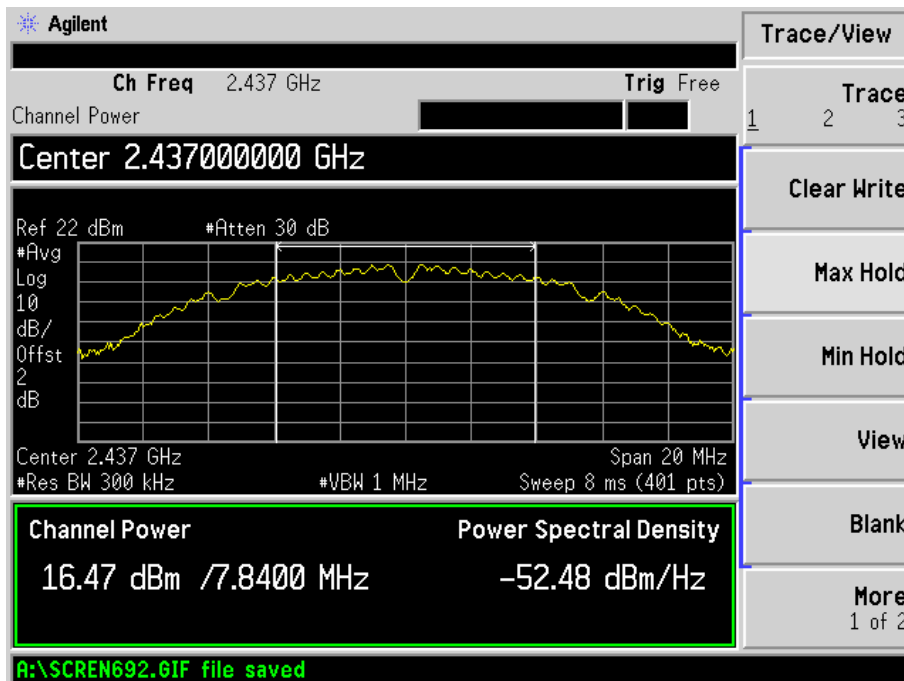 Agilent
Trace/View
Ch Freq 2.437 GHz Trig Free
Channel Power
Trace
1 2 3
Center 2.437000000 GHz
Clear Write
Ref 22 dBm #Atten 30 dB
#Avg
Log
10
dB/
Offst
2
dB
Max Hold
Min Hold
View
Center 2.437 GHz Span 20 MHz
#Res BW 300 kHz #VBW 1 MHz Sweep 8 ms (401 pts)
Channel Power Power Spectral Density
16.47 dBm /7.8400 MHz -52.48 dBm/Hz
Blank
More
1 of 2
A:\SCREN692.GIF file saved